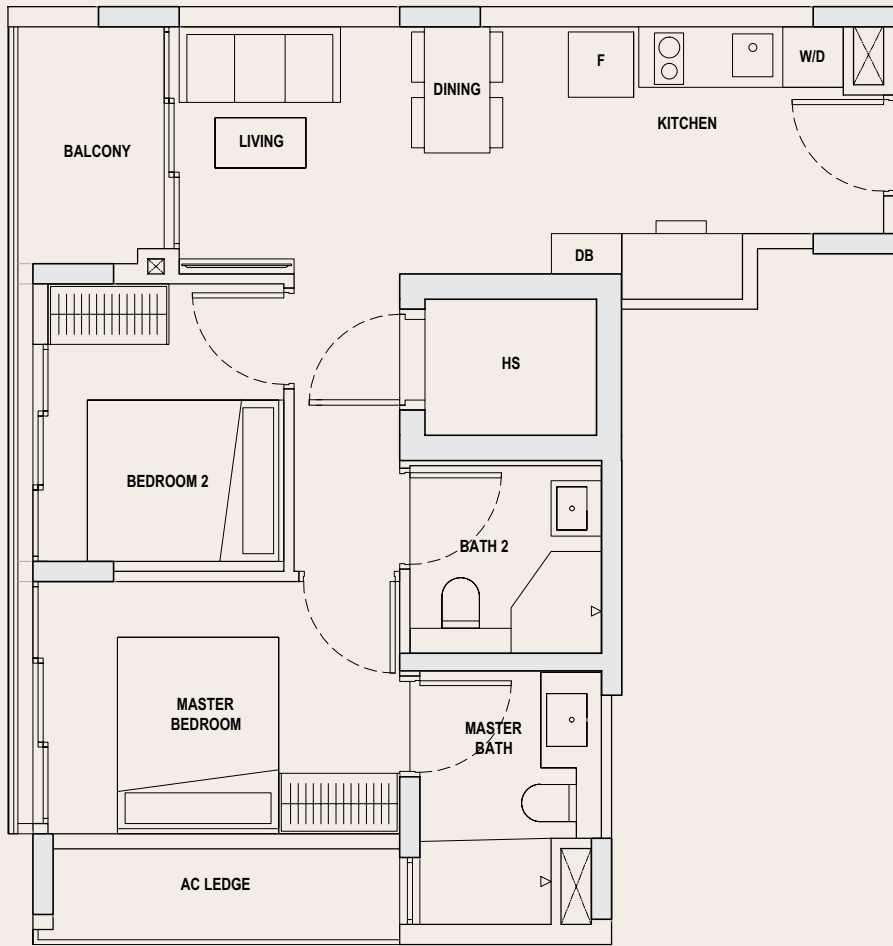 F
W/D
DINING
KITCHEN
LIVING
BALCONY
DB
HS
BEDROOM 2
BATH 2
MASTER
BEDROOM
MASTER
BATH
AC LEDGE